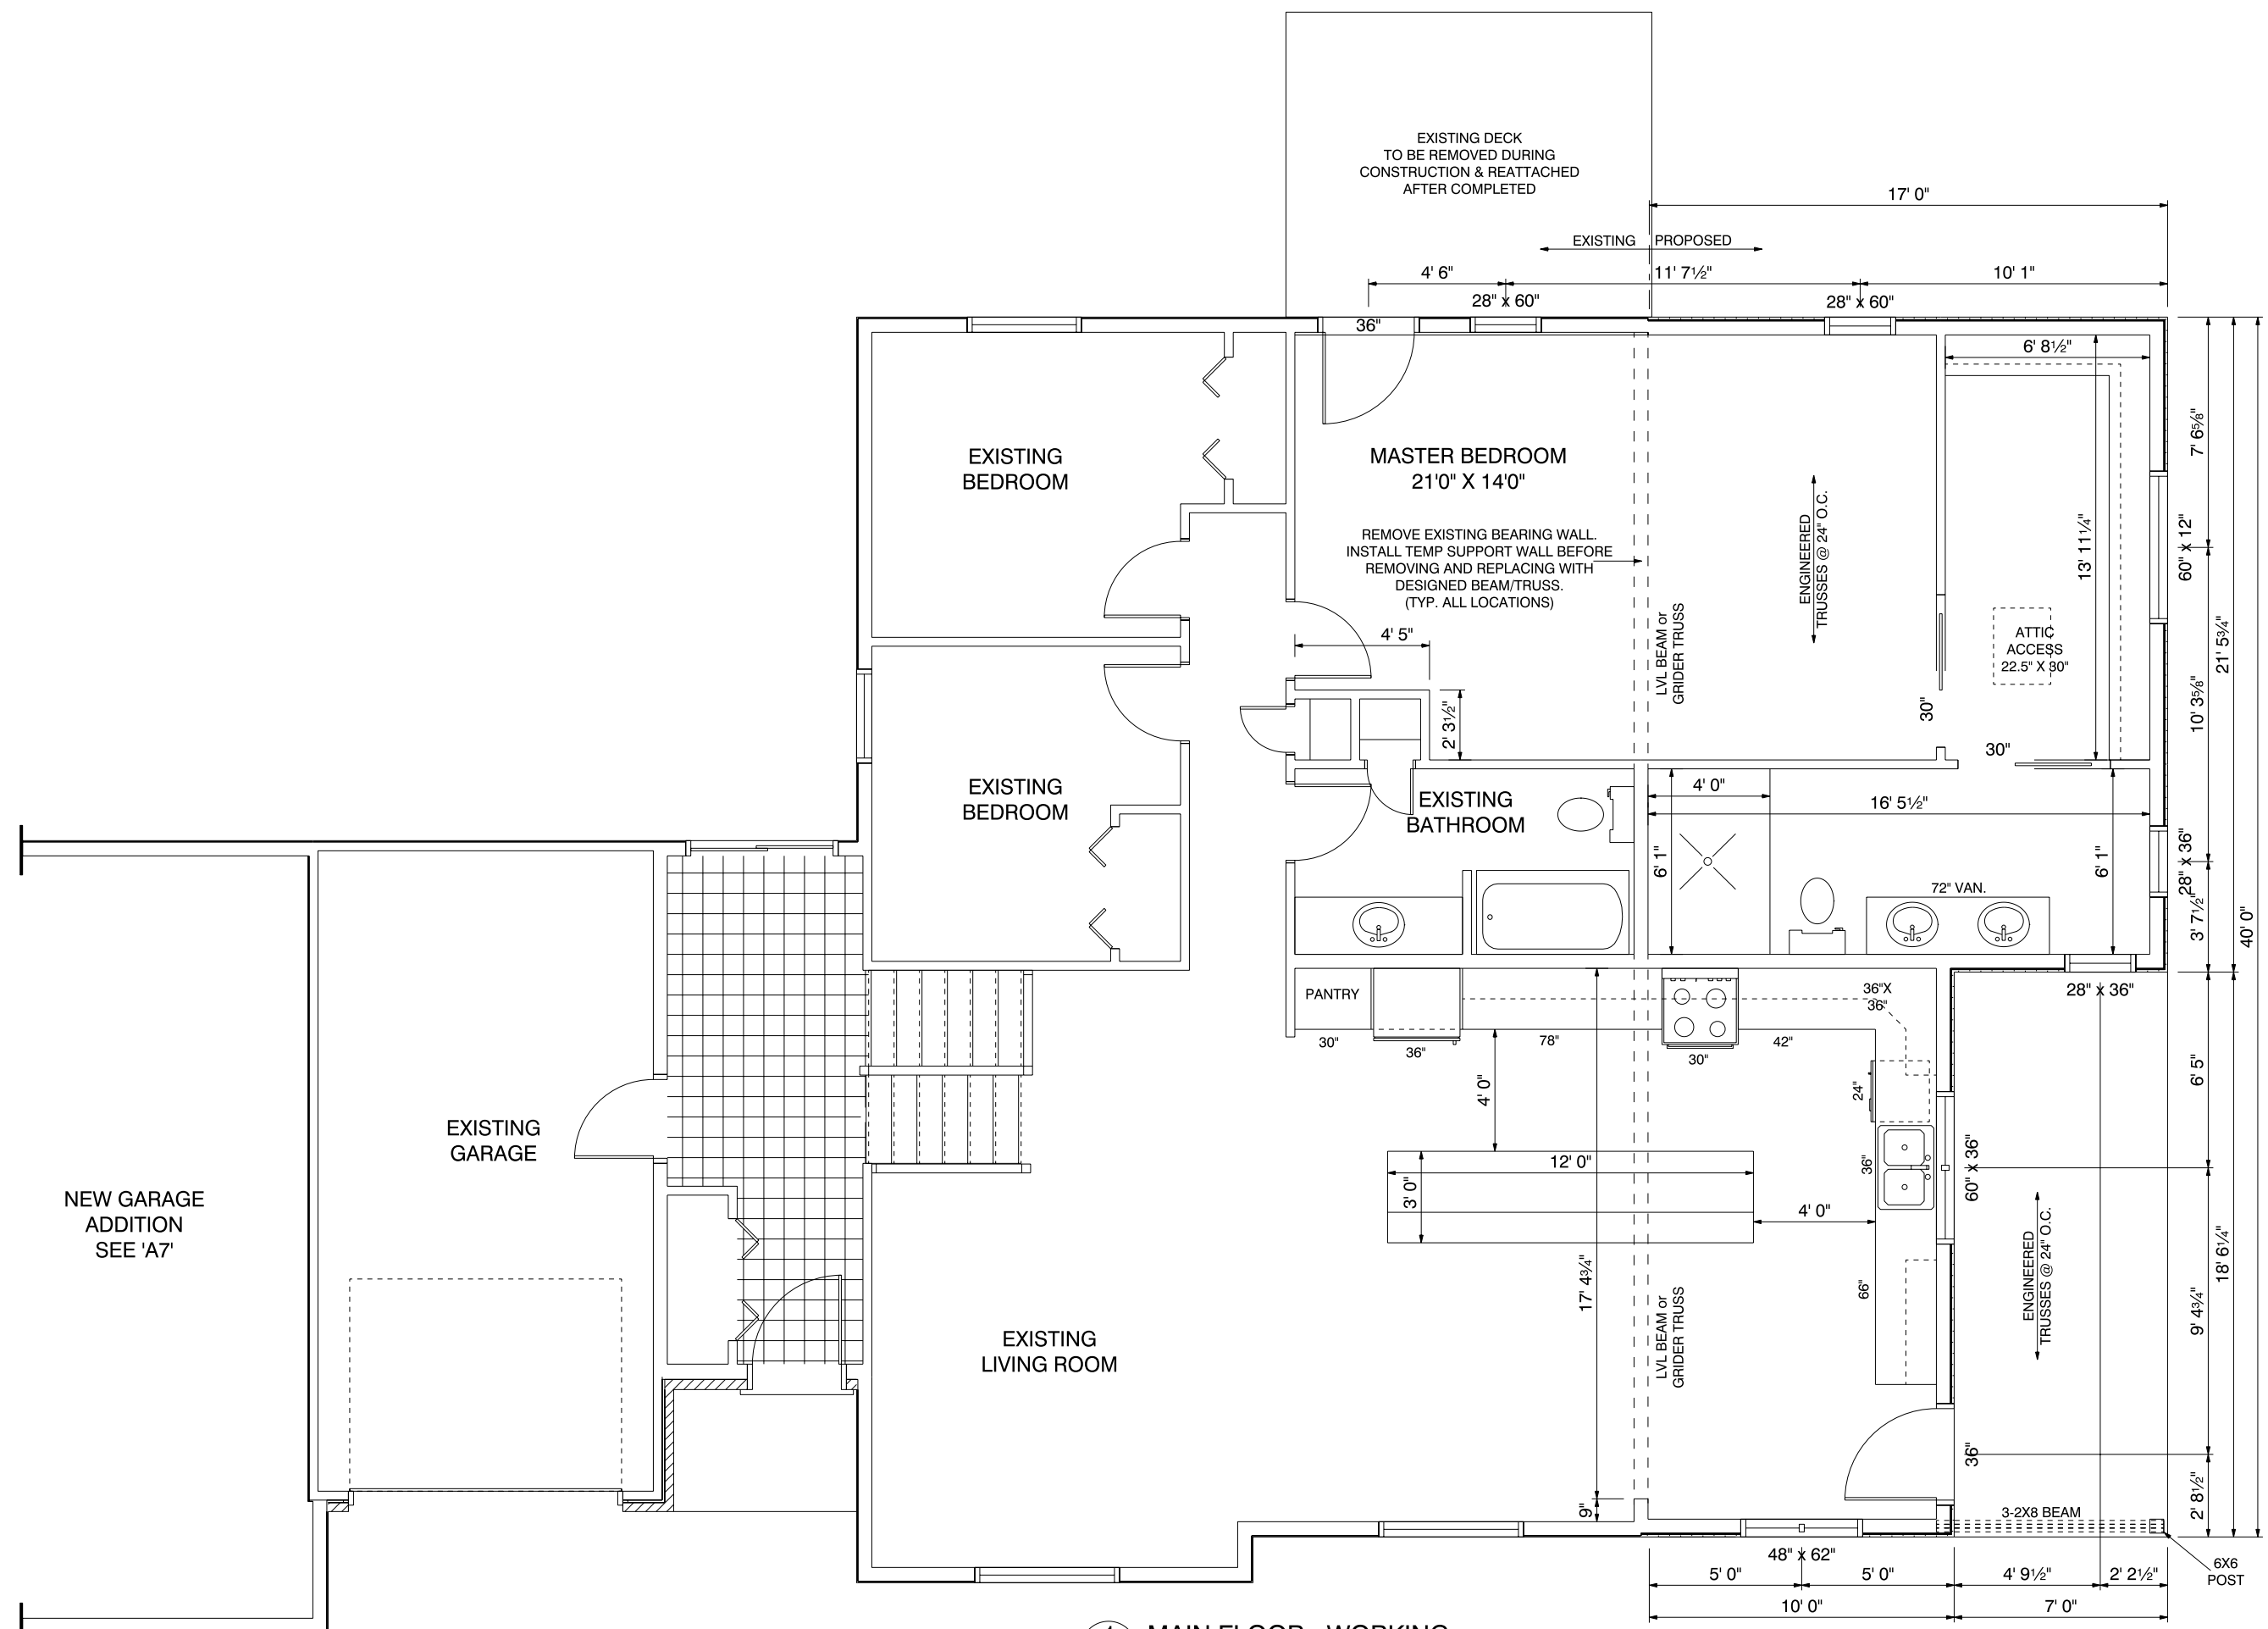 EXISTING DECK
TO BE REMOVED DURING
CONSTRUCTION & REATTACHED
AFTER COMPLETED
17' 0"
EXISTING
PROPOSED
4' 6"
11' 7½"
10' 1"
28" x 60"
28" x 60"
36"
6' 8½"
EXISTING
BEDROOM
MASTER BEDROOM
21'0" X 14'0"
REMOVE EXISTING BEARING WALL.
INSTALL TEMP SUPPORT WALL BEFORE
REMOVING AND REPLACING WITH
DESIGNED BEAM/TRUSS.
(TYP. ALL LOCATIONS)
ENGINEERED
TRUSSES @ 24" O.C.
13' 11¼"
7' 6⅝"
60" x 12"
21' 5¾"
4' 5"
LVL BEAM or
GRIDER TRUSS
ATTIC
ACCESS
22.5" X 30"
10' 3⅝"
30"
2' 3½"
30"
EXISTING
BEDROOM
EXISTING
BATHROOM
4' 0"
16' 5½"
6' 1"
6' 1"
28" x 36"
72" VAN.
3' 7½"
40' 0"
PANTRY
36"X
36"
28" x 36"
30"
36"
78"
30"
42"
4' 0"
24"
6' 5"
EXISTING
GARAGE
12' 0"
3' 0"
36"
60" x 36"
4' 0"
NEW GARAGE
ADDITION
SEE 'A7'
17' 4¾"
66"
ENGINEERED
TRUSSES @ 24" O.C.
18' 6¼"
9' 4¾"
EXISTING
LIVING ROOM
LVL BEAM or
GRIDER TRUSS
36"
2' 8½"
9"
3-2X8 BEAM
48" x 62"
6X6
POST
5' 0"
5' 0"
4' 9½"
2' 2½"
10' 0"
7' 0"
MAIN FLOOR - WORKING